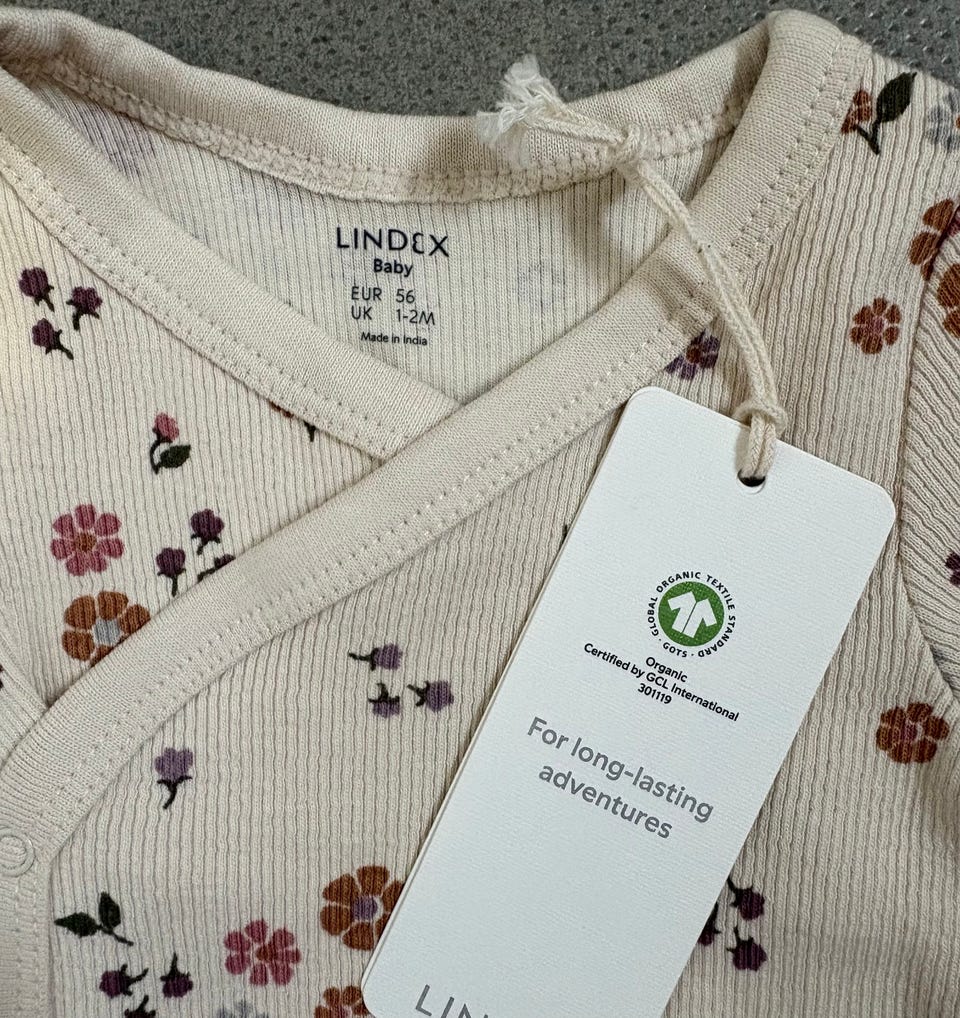 LINDEX
Baby
EUR 56
UK 1-2M
Made in India
GLOBAL ORGANIC TEXTILE STANDARD · GOTS ·
Organic
Certified by GCL International
301119
For long-lasting
adventures